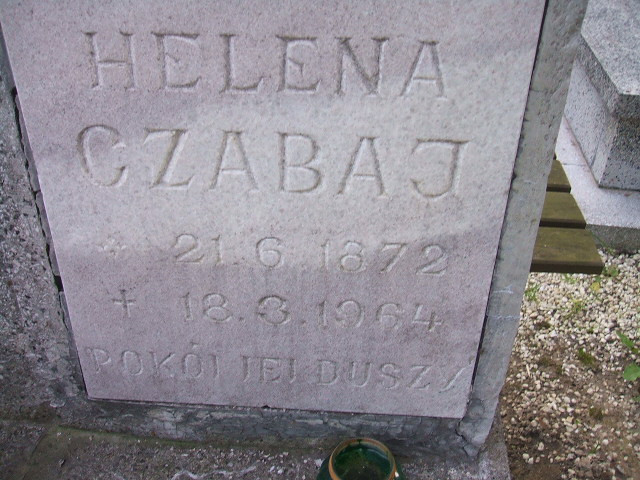 HELENA
CZABAJ
* 21.6.1872
+ 18.3.1964
POKÓJ JEJ DUSZY